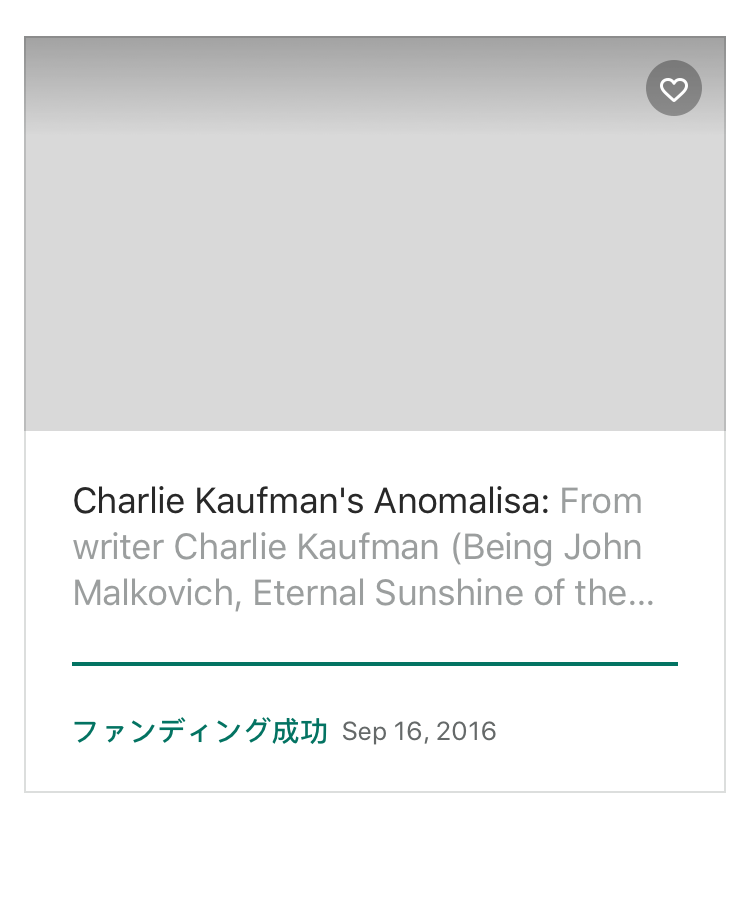 Charlie Kaufman's Anomalisa: From
writer Charlie Kaufman (Being John
Malkovich, Eternal Sunshine of the…
ファンディング成功 Sep 16, 2016